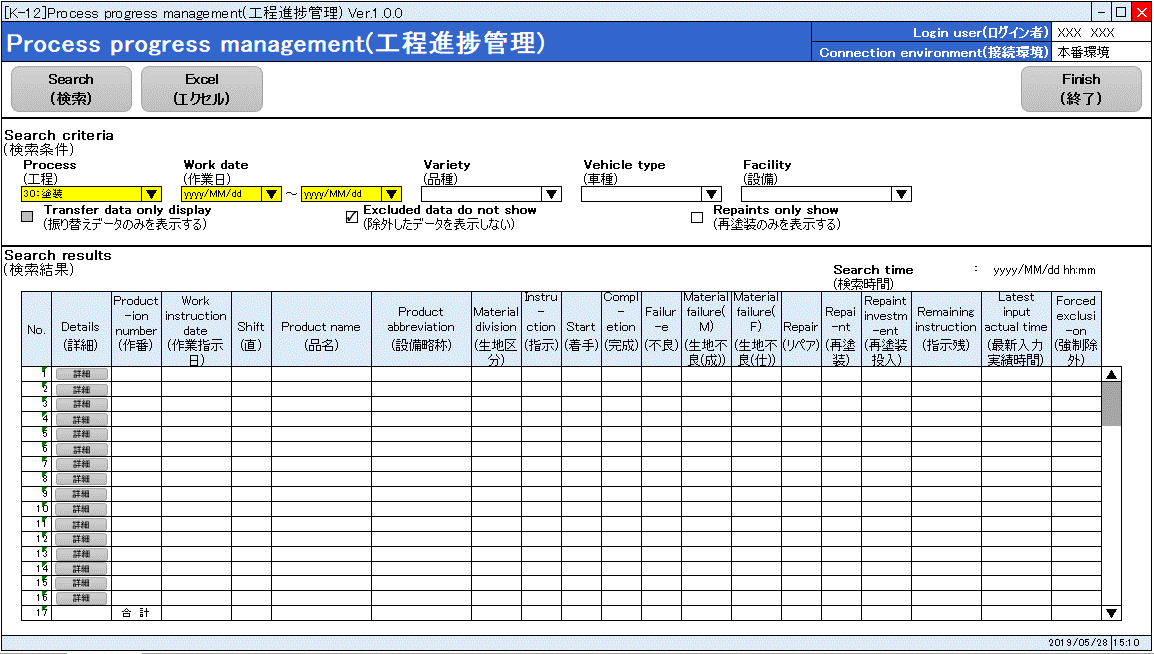 [K-12]Process progress management(工程進捗管理) Ver.1.0.0
Process progress management(工程進捗管理)
Login user(ログイン者) XXX XXX
Connection environment(接続環境) 本番環境
Search
(検索)
Excel
(エクセル)
Finish
(終了)
Search criteria
(検索条件)
Process
(工程)
30:塗装
Work date
(作業日)
yyyy/MM/dd ～ yyyy/MM/dd
Variety
(品種)
Vehicle type
(車種)
Facility
(設備)
Transfer data only display
(振り替えデータのみを表示する)
Excluded data do not show
(除外したデータを表示しない)
Repaints only show
(再塗装のみを表示する)
Search results
(検索結果)
Search time : yyyy/MM/dd hh:mm
(検索時間)
No.
Details
(詳細)
Product
-ion
number
(作番)
Work
instruction
date
(作業指示
日)
Shift
(直)
Product name
(品名)
Product
abbreviation
(設備略称)
Material
division
(生地区
分)
Instru
-
ction
(指示)
Start
(着手)
Compl
-
etion
(完成)
Failur
-e
(不良)
Material
failure(
M)
(生地不
良(成))
Material
failure(
F)
(生地不
良(仕))
Repair
(リペア)
Repai
-nt
(再塗
装)
Repaint
investm
-ent
(再塗装
投入)
Remaining
instruction
(指示残)
Latest
input
actual time
(最新入力
実績時間)
Forced
exclusi
-on
(強制除
外)
1 詳細
2 詳細
3 詳細
4 詳細
5 詳細
6 詳細
7 詳細
8 詳細
9 詳細
10 詳細
11 詳細
12 詳細
13 詳細
14 詳細
15 詳細
16 詳細
17 合 計
2019/05/28 15:10